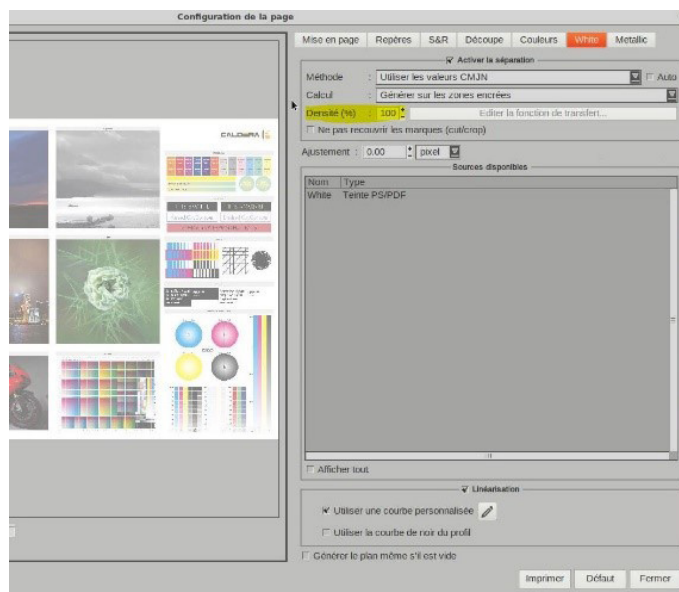 Configuration de la page
Mise en page Repères S&R Découpe Couleurs White Metallic
Activer la séparation
Méthode : Utiliser les valeurs CMJN Auto
Calcul : Générer sur les zones encrées
Densité (%) : 100 Editer la fonction de transfert...
Ne pas recouvrir les marques (cut/crop)
Ajustement : 0.00 pixel
Sources disponibles
Nom Type
White Teinte PS/PDF
Afficher tout
Linéarisation
Utiliser une courbe personnalisée
Utiliser la courbe de noir du profil
Générer le plan même s'il est vide
Imprimer Défaut Fermer
CALDERA